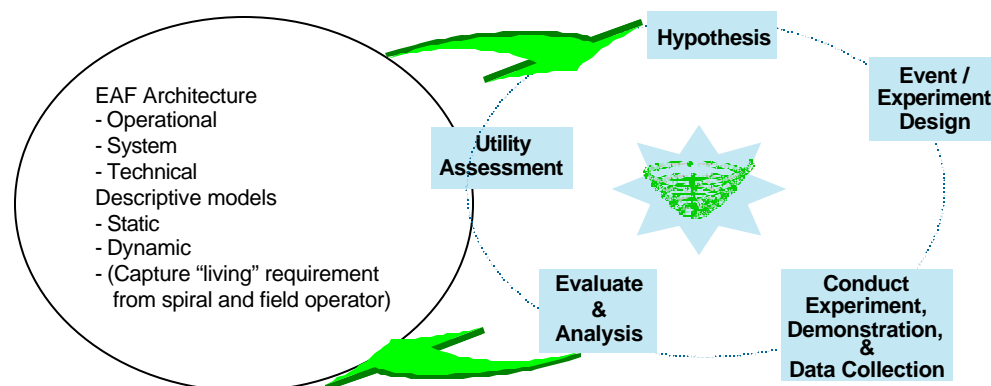 EAF Architecture
- Operational
- System
- Technical
Descriptive models
- Static
- Dynamic
- (Capture “living” requirement
from spiral and field operator)
Hypothesis
Event /
Experiment
Design
Conduct
Experiment,
Demonstration,
&
Data Collection
Evaluate
&
Analysis
Utility
Assessment